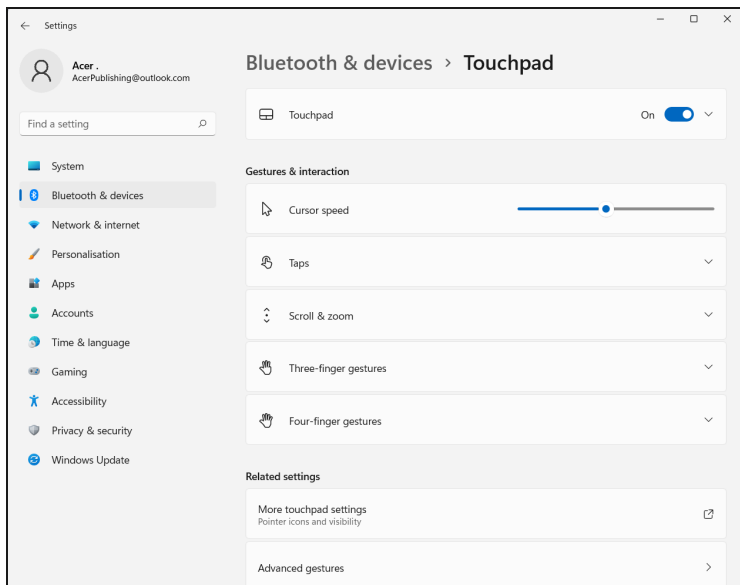 Settings
Acer .
AcerPublishing@outlook.com
Find a setting
System
Bluetooth & devices
Network & internet
Personalisation
Apps
Accounts
Time & language
Gaming
Accessibility
Privacy & security
Windows Update
Bluetooth & devices > Touchpad
Touchpad
On
Gestures & interaction
Cursor speed
Taps
Scroll & zoom
Three-finger gestures
Four-finger gestures
Related settings
More touchpad settings
Pointer icons and visibility
Advanced gestures